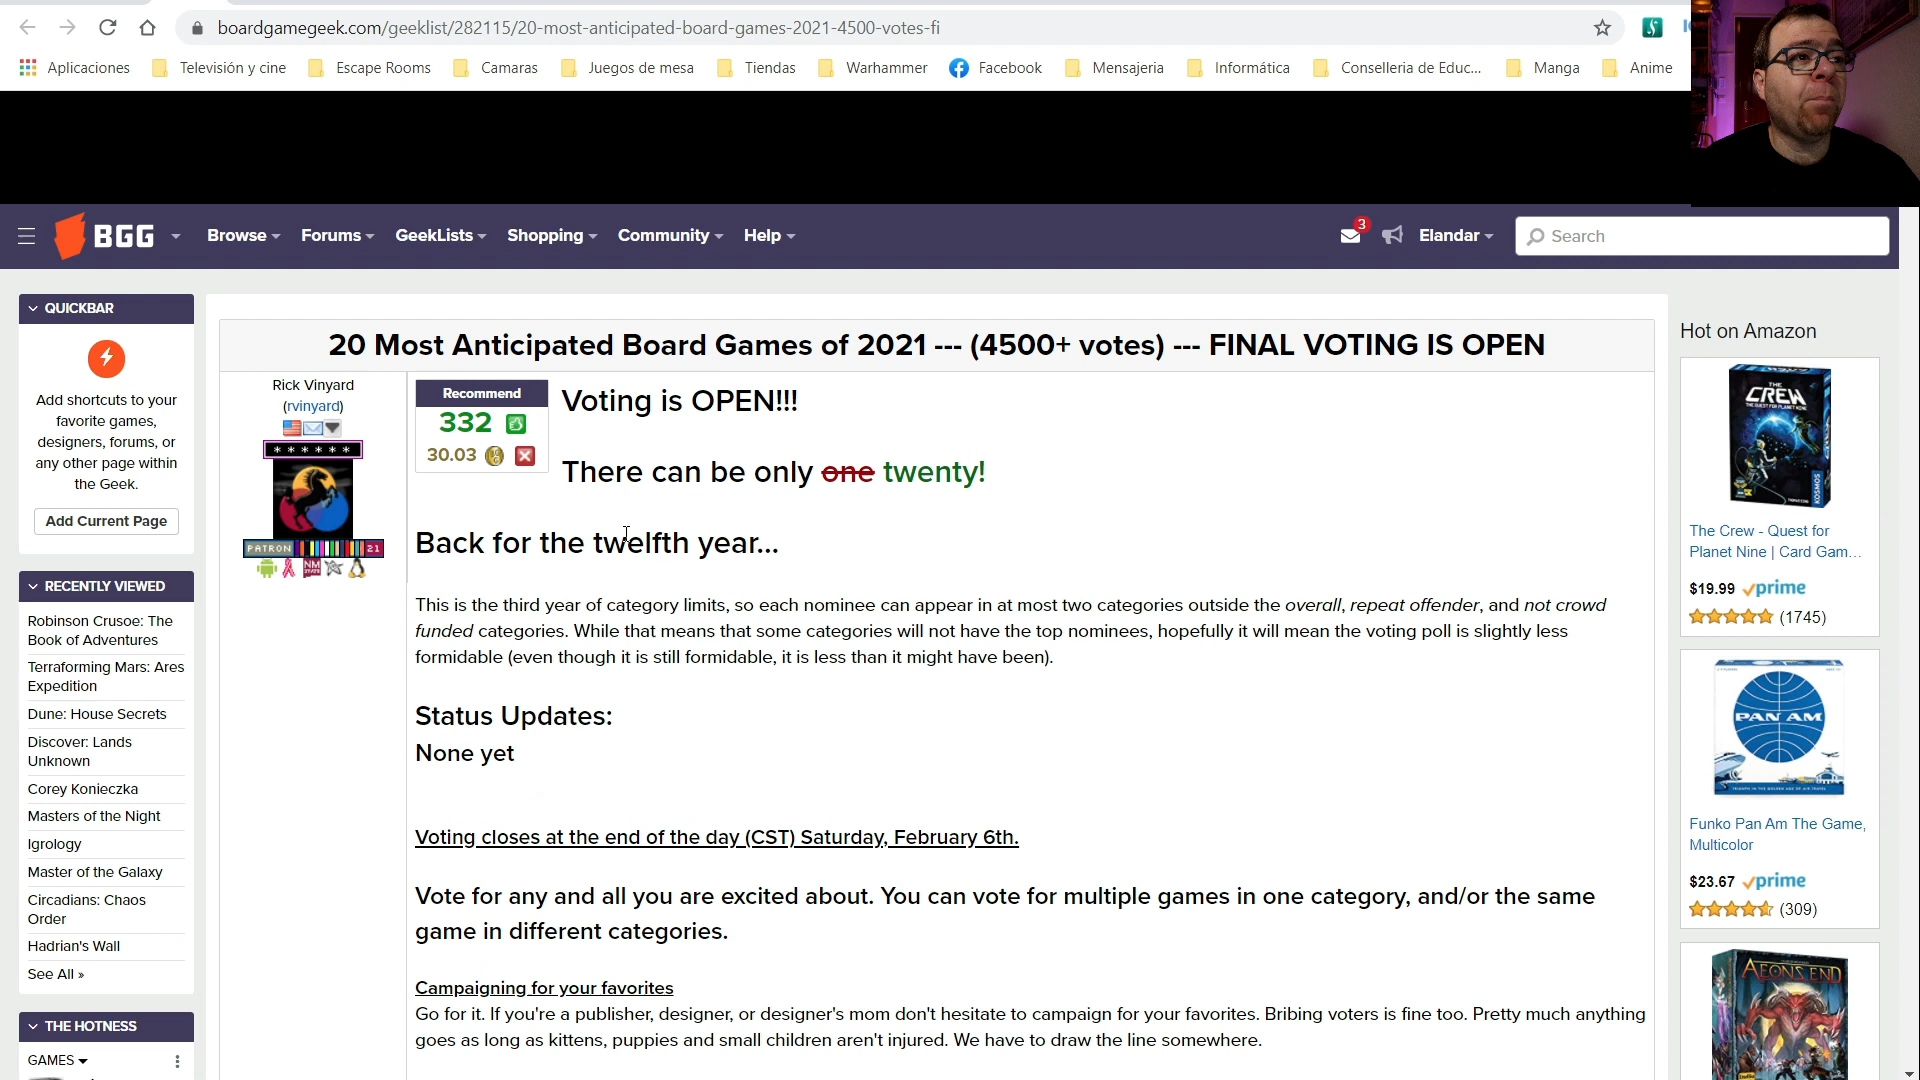 boardgamegeek.com/geeklist/282115/20-most-anticipated-board-games-2021-4500-votes-fi
Aplicaciones
Televisión y cine
Escape Rooms
Camaras
Juegos de mesa
Tiendas
Warhammer
Facebook
Mensajeria
Informática
Conselleria de Educ...
Manga
Anime
BGG
Browse
Forums
GeekLists
Shopping
Community
Help
3
Elandar
Search
QUICKBAR
Add shortcuts to your
favorite games,
designers, forums, or
any other page within
the Geek.
Add Current Page
RECENTLY VIEWED
Robinson Crusoe: The
Book of Adventures
Terraforming Mars: Ares
Expedition
Dune: House Secrets
Discover: Lands
Unknown
Corey Konieczka
Masters of the Night
Igrology
Master of the Galaxy
Circadians: Chaos
Order
Hadrian's Wall
See All »
THE HOTNESS
GAMES
20 Most Anticipated Board Games of 2021 --- (4500+ votes) --- FINAL VOTING IS OPEN
Rick Vinyard
(rvinyard)
* * * * * *
PATRON 21
NM
STATE
Recommend
332
30.03
Voting is OPEN!!!
There can be only one twenty!
Back for the twelfth year...
This is the third year of category limits, so each nominee can appear in at most two categories outside the overall, repeat offender, and not crowd
funded categories. While that means that some categories will not have the top nominees, hopefully it will mean the voting poll is slightly less
formidable (even though it is still formidable, it is less than it might have been).
Status Updates:
None yet
Voting closes at the end of the day (CST) Saturday, February 6th.
Vote for any and all you are excited about. You can vote for multiple games in one category, and/or the same
game in different categories.
Campaigning for your favorites
Go for it. If you're a publisher, designer, or designer's mom don't hesitate to campaign for your favorites. Bribing voters is fine too. Pretty much anything
goes as long as kittens, puppies and small children aren't injured. We have to draw the line somewhere.
Hot on Amazon
THE
CREW
THE QUEST FOR PLANET NINE
KOSMOS
The Crew - Quest for
Planet Nine | Card Gam...
$19.99 prime
(1745)
PAN AM
Funko Pan Am The Game,
Multicolor
$23.67 prime
(309)
AEON'S END